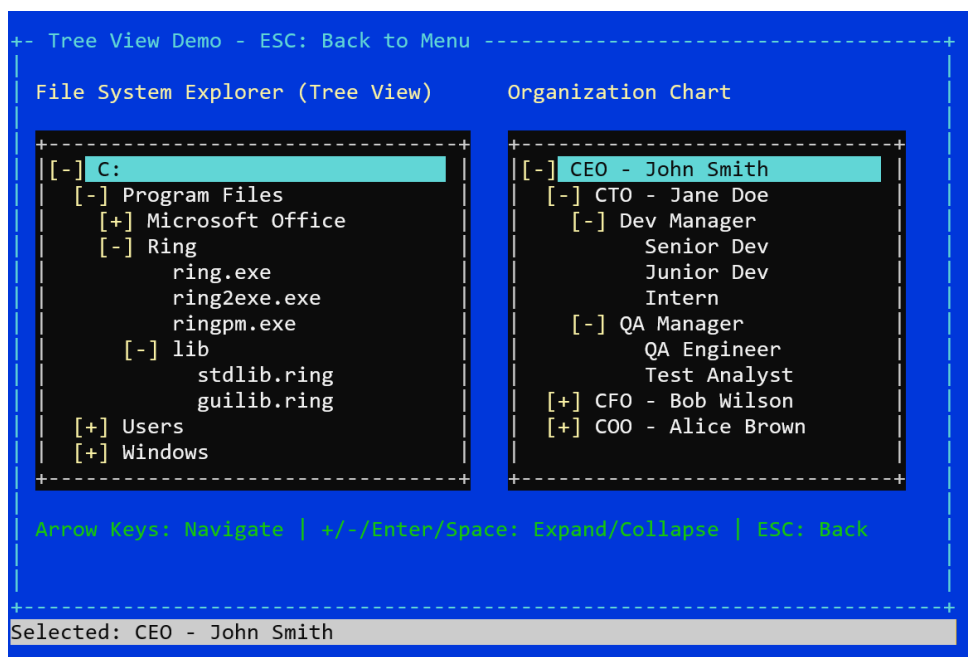 +- Tree View Demo - ESC: Back to Menu -------------------------------------+
File System Explorer (Tree View)
+----------------------------------+
[-] C:
[-] Program Files
[+] Microsoft Office
[-] Ring
ring.exe
ring2exe.exe
ringpm.exe
[-] lib
stdlib.ring
guilib.ring
[+] Users
[+] Windows
+----------------------------------+
Organization Chart
+-------------------------------+
[-] CEO - John Smith
[-] CTO - Jane Doe
[-] Dev Manager
Senior Dev
Junior Dev
Intern
[-] QA Manager
QA Engineer
Test Analyst
[+] CFO - Bob Wilson
[+] COO - Alice Brown
+-------------------------------+
Arrow Keys: Navigate | +/-/Enter/Space: Expand/Collapse | ESC: Back
+--------------------------------------------------------------------------+
Selected: CEO - John Smith